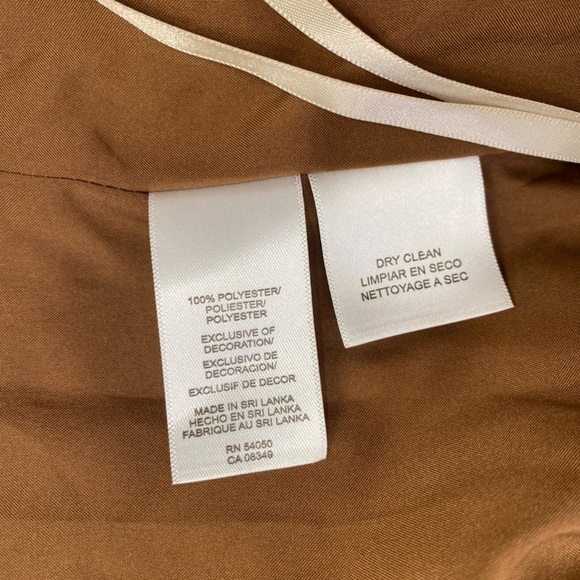 100% POLYESTER/
POLIESTER/
POLYESTER
EXCLUSIVE OF
DECORATION/
EXCLUSIVO DE
DECORACION/
EXCLUSIF DE DECOR
MADE IN SRI LANKA
HECHO EN SRI LANKA
FABRIQUE AU SRI LANKA
RN 54050
CA 08349
DRY CLEAN
LIMPIAR EN SECO
NETTOYAGE A SEC